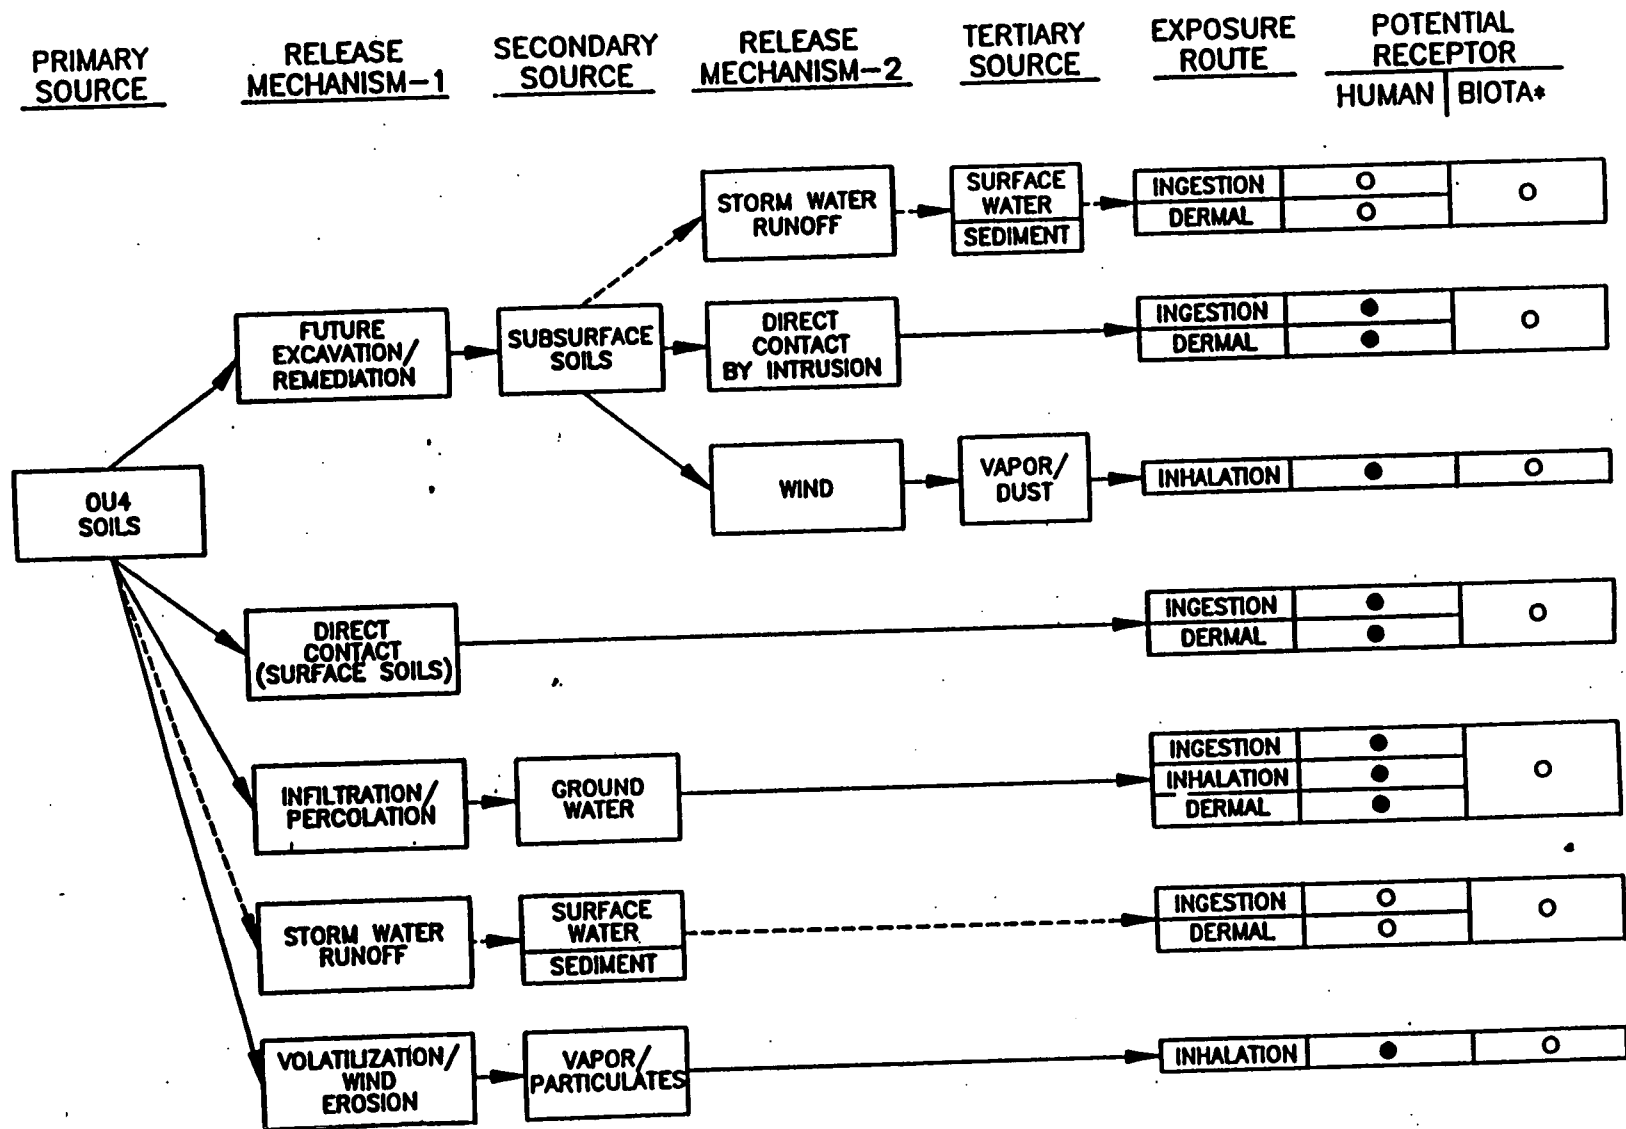 PRIMARY
SOURCE
RELEASE
MECHANISM-1
SECONDARY
SOURCE
RELEASE
MECHANISM-2
TERTIARY
SOURCE
EXPOSURE
ROUTE
POTENTIAL
RECEPTOR
HUMAN
BIOTA*
STORM WATER
RUNOFF
SURFACE
WATER
SEDIMENT
INGESTION
DERMAL
FUTURE
EXCAVATION/
REMEDIATION
SUBSURFACE
SOILS
DIRECT
CONTACT
BY INTRUSION
INGESTION
DERMAL
WIND
VAPOR/
DUST
INHALATION
OU4
SOILS
DIRECT
CONTACT
(SURFACE SOILS)
INGESTION
DERMAL
INFILTRATION/
PERCOLATION
GROUND
WATER
INGESTION
INHALATION
DERMAL
STORM WATER
RUNOFF
SURFACE
WATER
SEDIMENT
INGESTION
DERMAL
VOLATILIZATION/
WIND
EROSION
VAPOR/
PARTICULATES
INHALATION